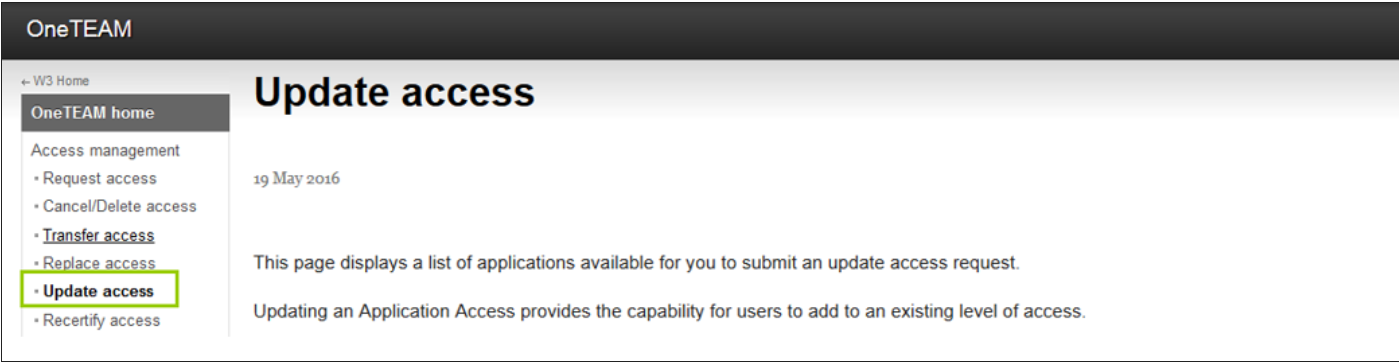 OneTEAM
← W3 Home
OneTEAM home
Access management
• Request access
• Cancel/Delete access
• Transfer access
• Replace access
• Update access
• Recertify access
Update access
19 May 2016
This page displays a list of applications available for you to submit an update access request.
Updating an Application Access provides the capability for users to add to an existing level of access.